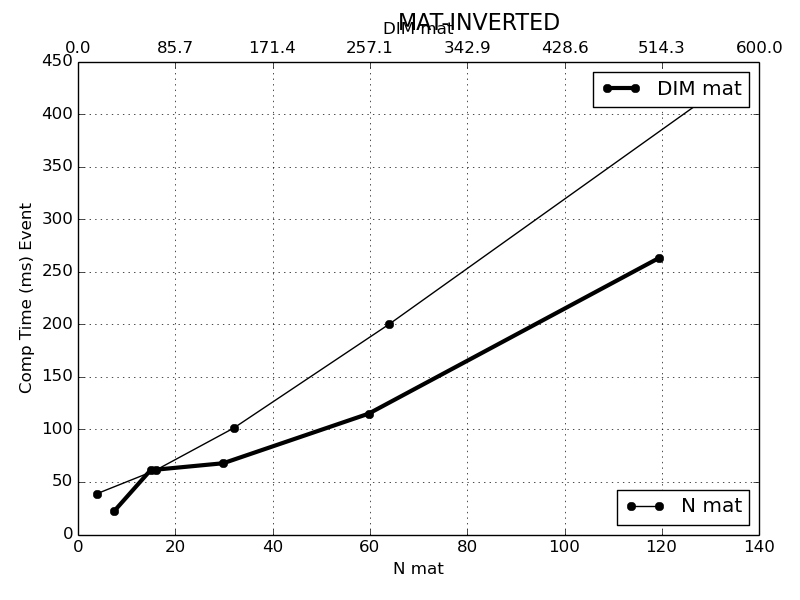 MAT-INVERTED
DIM mat
0.0 85.7 171.4 257.1 342.9 428.6 514.3 600.0
450
400
350
300
250
200
150
100
50
0
Comp Time (ms) Event
DIM mat
N mat
0 20 40 60 80 100 120 140
N mat